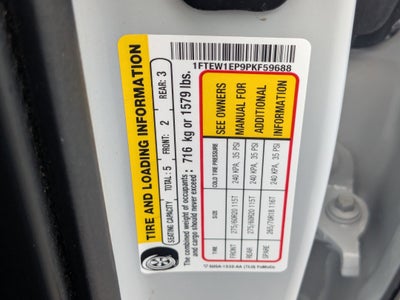 1FTEW1EP9PKF59688
TIRE AND LOADING INFORMATION
SEATING CAPACITY TOTAL: 5 FRONT: 2 REAR: 3
The combined weight of occupants
and cargo should never exceed: 716 kg or 1579 lbs.
COLD TIRE PRESSURE
FRONT 275/60R20 115T 240 KPA, 35 PSI
REAR 275/60R20 115T 240 KPA, 35 PSI
SPARE 265/70R18 116T 240 KPA, 35 PSI
SEE OWNERS
MANUAL FOR
ADDITIONAL
INFORMATION